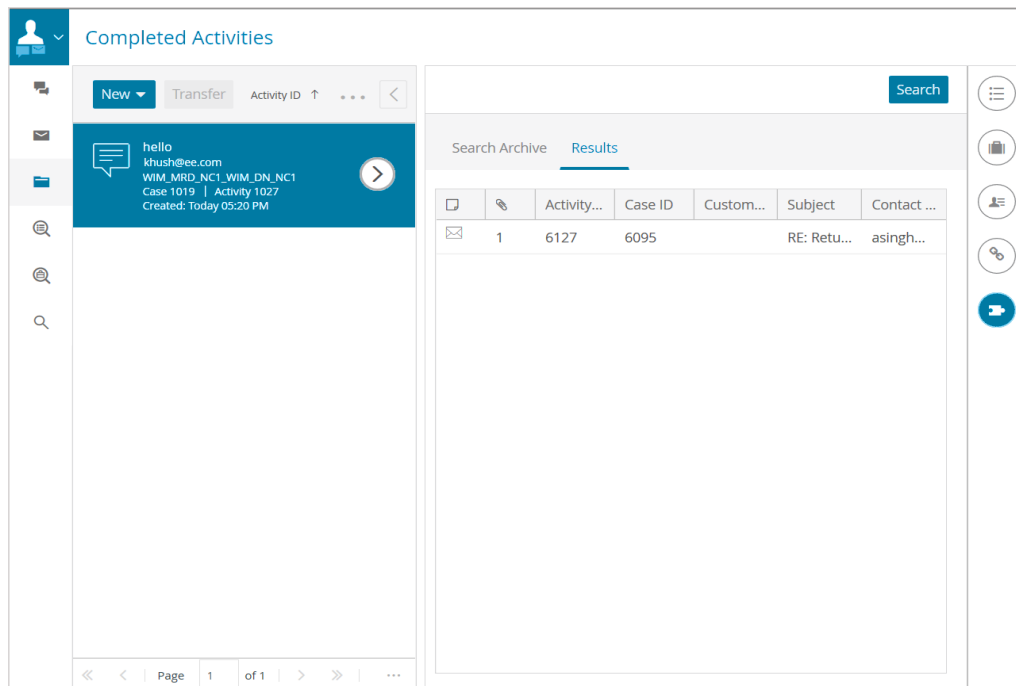 Completed Activities
New Transfer Activity ID ↑ ...
hello
khush@ee.com
WIM_MRD_NC1_WIM_DN_NC1
Case 1019 | Activity 1027
Created: Today 05:20 PM
Page 1 of 1 ...
Search
Search Archive Results
Activity... Case ID Custom... Subject Contact ...
1 6127 6095 RE: Retu... asingh...